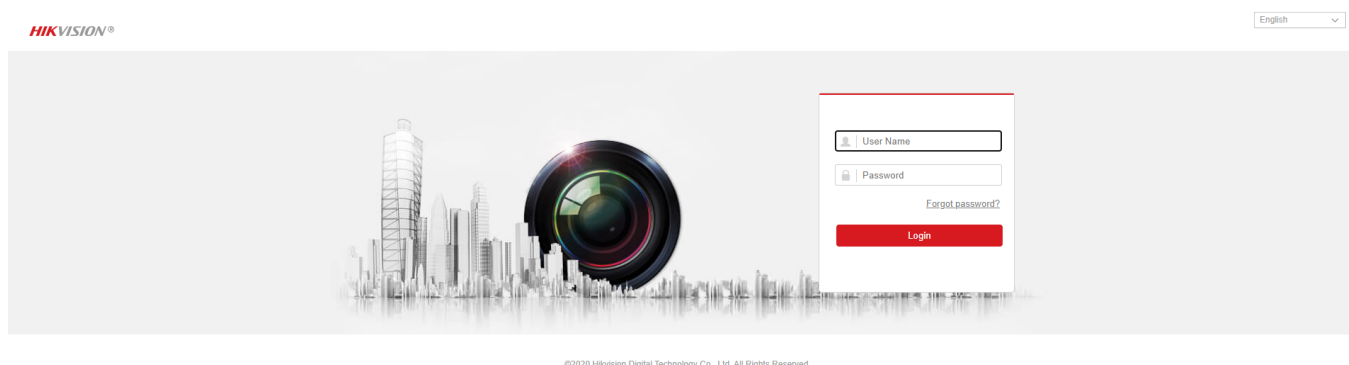 English
HIKVISION®
User Name
Password
Forgot password?
Login
©2020 Hikvision Digital Technology Co., Ltd. All Rights Reserved.